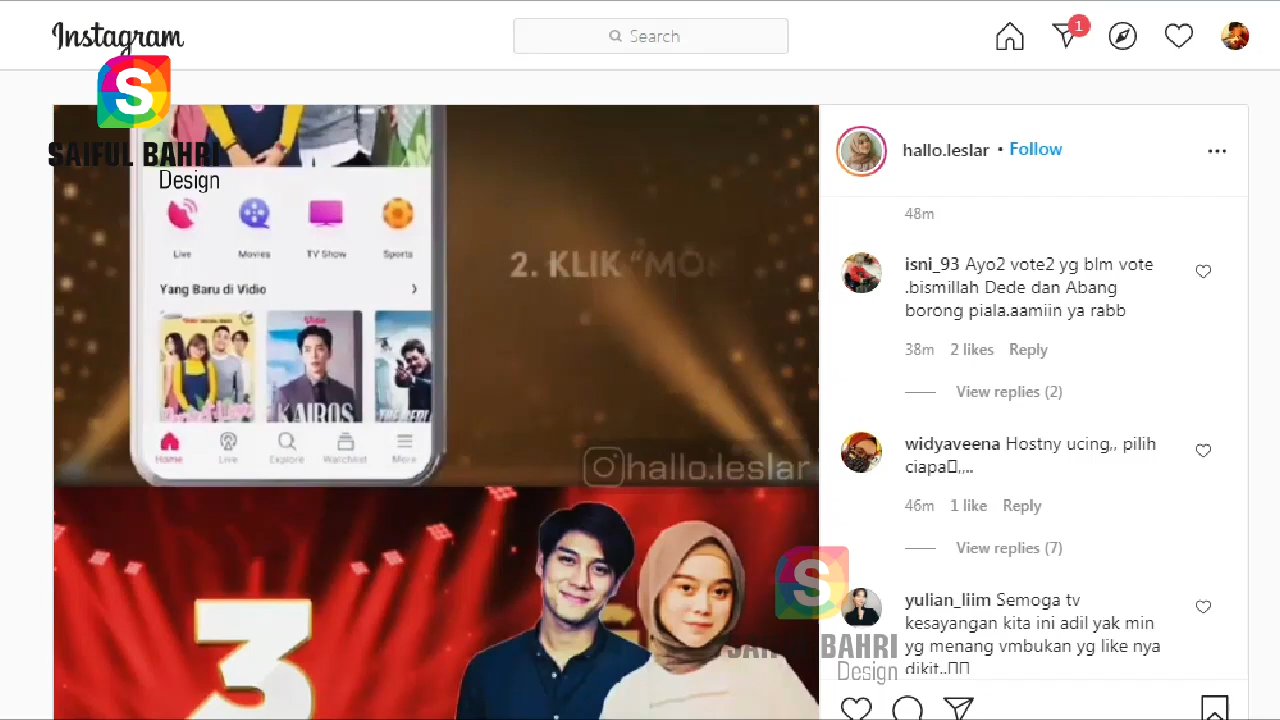 Instagram
Search
1
S
SAIFUL BAHRI
Design
Live
Movies
TV Show
Sports
Yang Baru di Vidio
KAIROS
Home
Live
Explore
Watchlist
More
2. KLIK "MOR
hallo.leslar
3
hallo.leslar • Follow
48m
isni_93 Ayo2 vote2 yg blm vote
.bismillah Dede dan Abang
borong piala.aamiin ya rabb
38m 2 likes Reply
View replies (2)
widyaveena Hostny ucing,, pilih
ciapa▯,,..
46m 1 like Reply
View replies (7)
yulian_liim Semoga tv
kesayangan kita ini adil yak min
yg menang vmbukan yg like nya
dikit..▯▯
S
BAHRI
Design